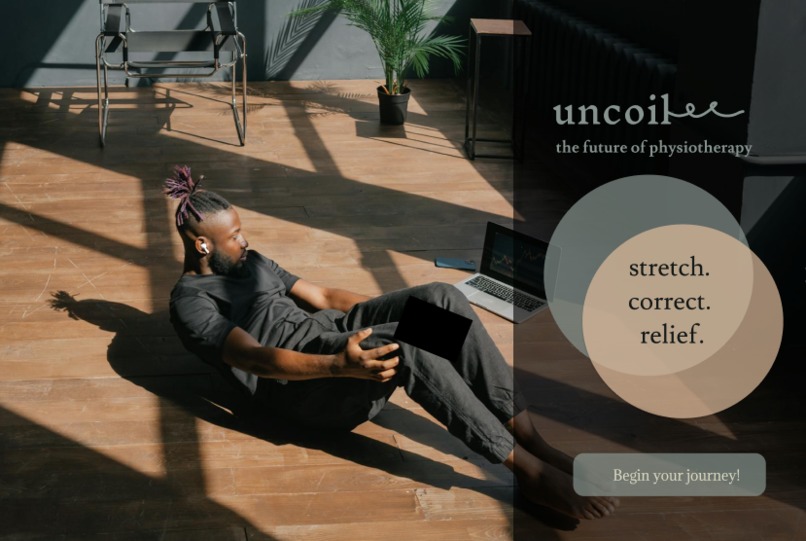 uncoil
the future of physiotherapy
stretch.
correct.
relief.
Begin your journey!